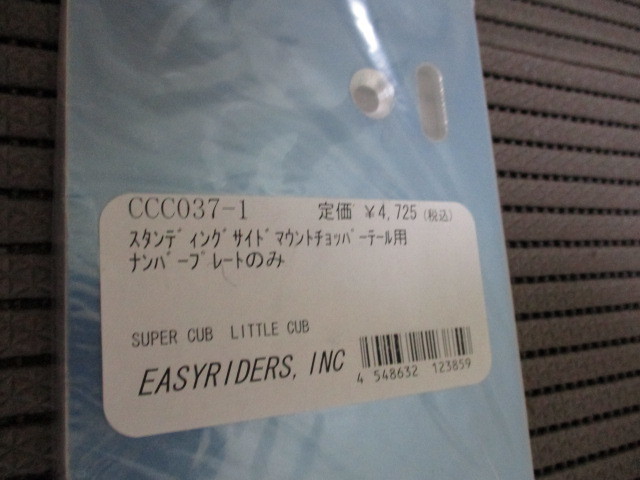 CCC037-1 定価 ¥4,725(税込)
ｽﾀﾝﾃﾞｨﾝｸﾞｻｲﾄﾞﾏｳﾝﾄﾁｮｯﾊﾟｰﾃｰﾙ用
ﾅﾝﾊﾞｰﾌﾟﾚｰﾄのみ
SUPER CUB LITTLE CUB
EASYRIDERS, INC
4 548632 123859